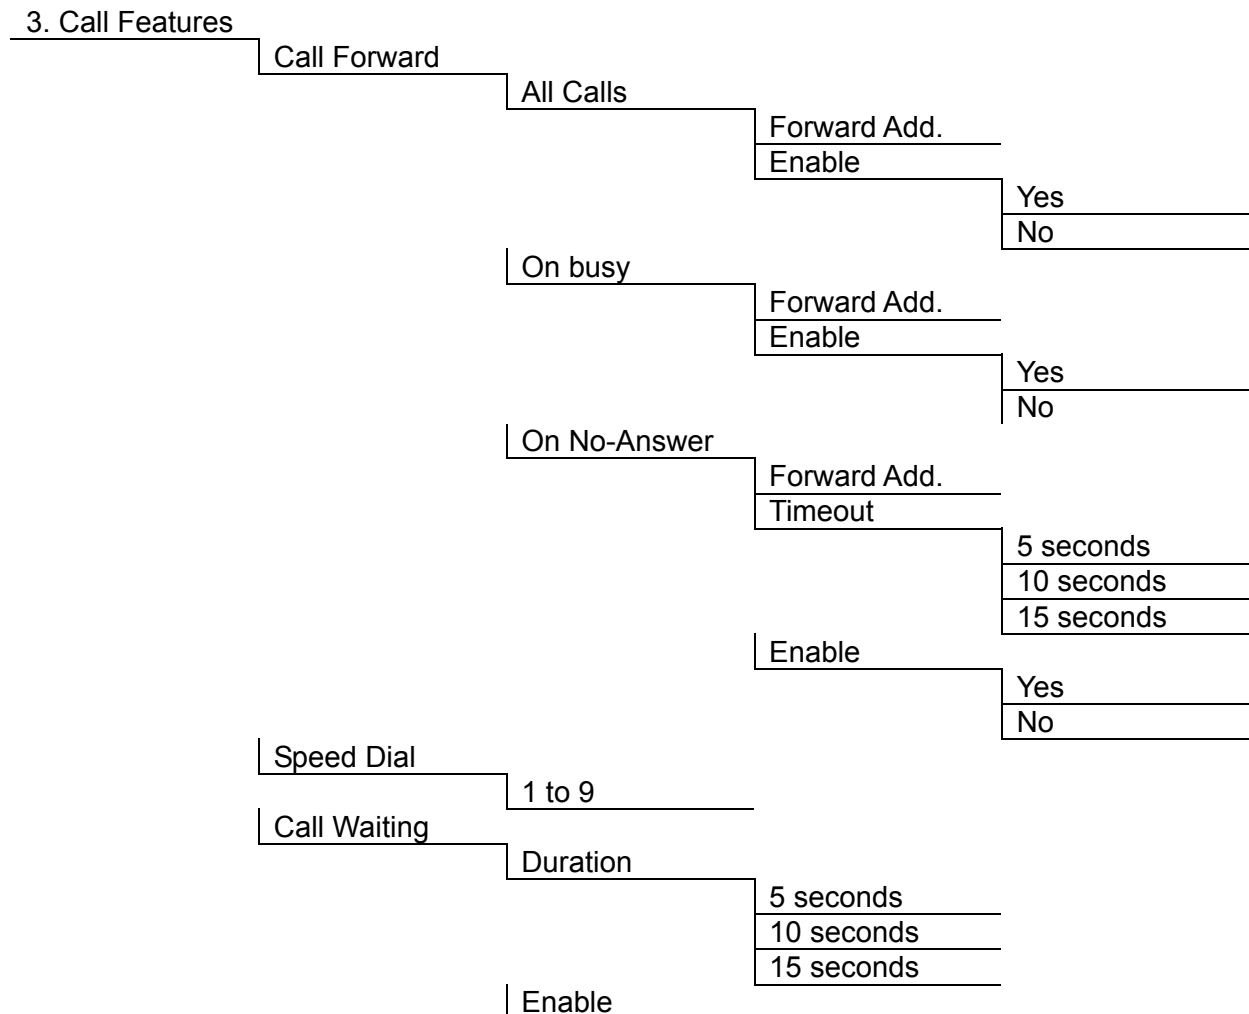 3. Call Features
Call Forward
All Calls
Forward Add.
Enable
Yes
No
On busy
Forward Add.
Enable
Yes
No
On No-Answer
Forward Add.
Timeout
5 seconds
10 seconds
15 seconds
Enable
Yes
No
Speed Dial
1 to 9
Call Waiting
Duration
5 seconds
10 seconds
15 seconds
Enable